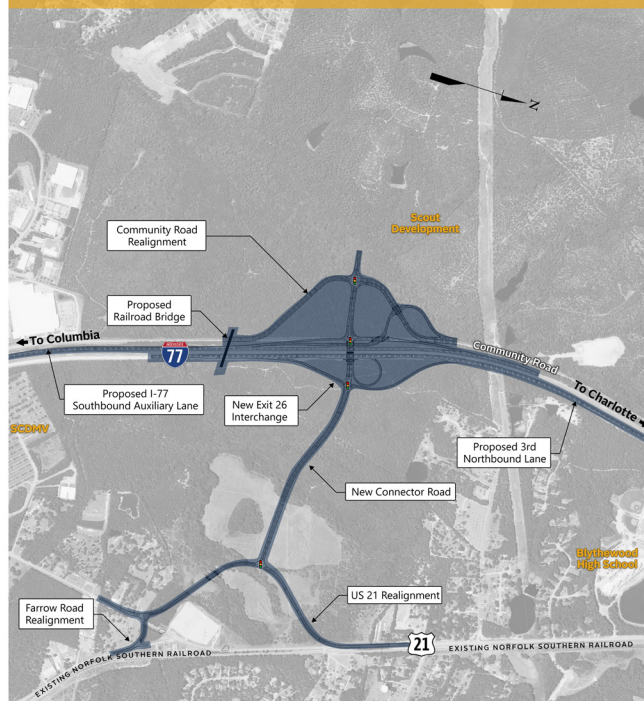 N
Scout
Development
Community Road
Realignment
Proposed
Railroad Bridge
To Columbia
INTERSTATE
77
Community Road
Proposed I-77
Southbound Auxiliary Lane
New Exit 26
Interchange
To Charlotte
SCDMV
Proposed 3rd
Northbound Lane
New Connector Road
Blythewood
High School
US 21 Realignment
Farrow Road
Realignment
21
EXISTING NORFOLK SOUTHERN RAILROAD
EXISTING NORFOLK SOUTHERN RAILROAD